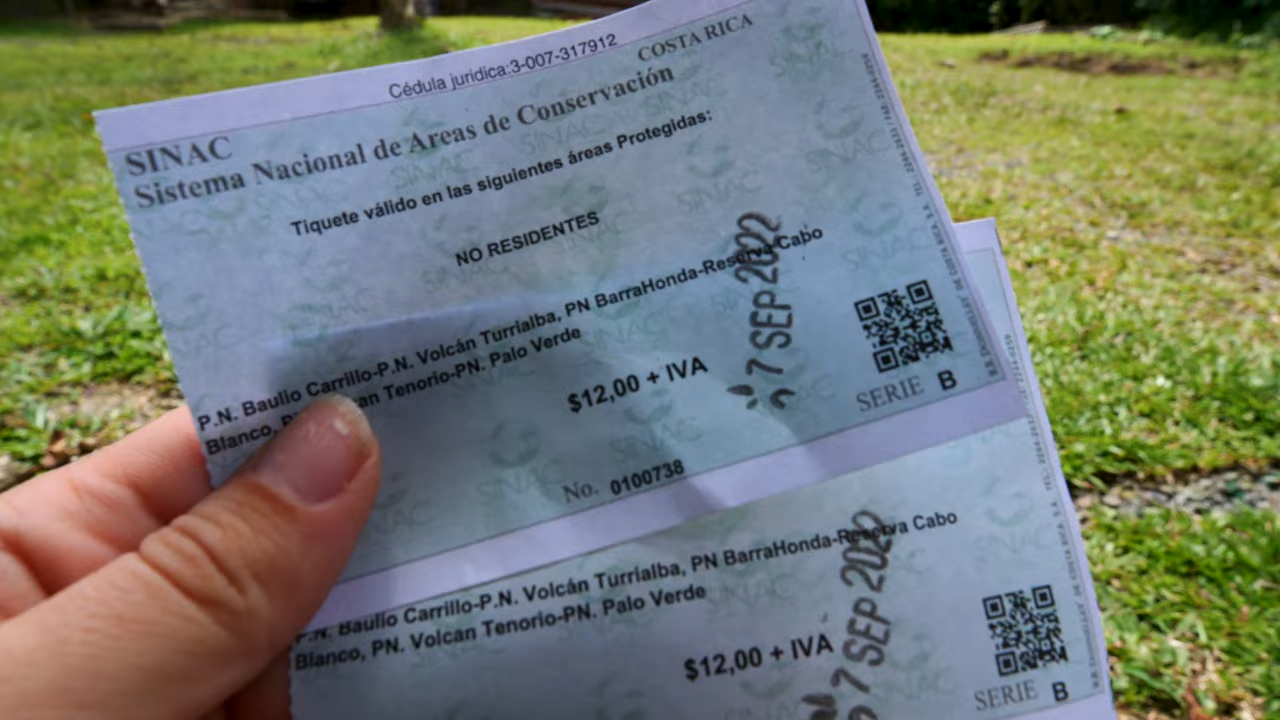 Cédula juridica:3-007-317912
COSTA RICA
SINAC
Sistema Nacional de Areas de Conservación
Tiquete válido en las siguientes áreas Protegidas:
NO RESIDENTES
P.N. Baulio Carrillo-P.N. Volcán Turrialba, PN BarraHonda-Reserva Cabo
Blanco, Tenorio-PN. Palo Verde
$12,00 + IVA
7 SEP 2022
SERIE B
No. 0100738
P.N. Baulio Carrillo-P.N. Volcán Turrialba, PN BarraHonda-Reserva Cabo
Blanco, PN. Volcan Tenorio-PN. Palo Verde
$12,00 + IVA
7 SEP 2022
SERIE B